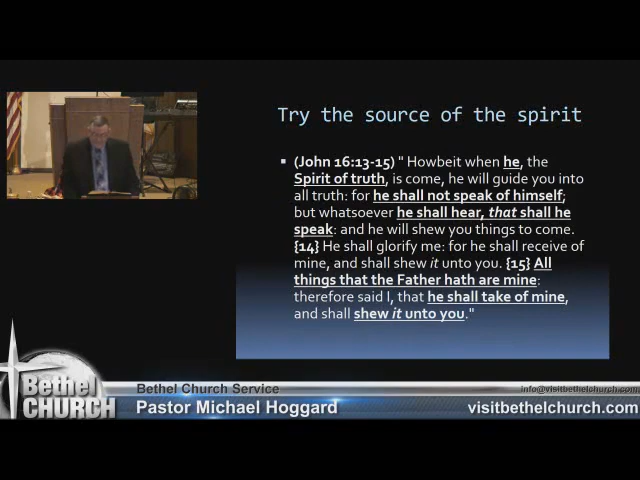 Try the source of the spirit
▪ (John 16:13-15) " Howbeit when he, the
Spirit of truth, is come, he will guide you into
all truth: for he shall not speak of himself;
but whatsoever he shall hear, that shall he
speak: and he will shew you things to come.
{14} He shall glorify me: for he shall receive of
mine, and shall shew it unto you. {15} All
things that the Father hath are mine:
therefore said I, that he shall take of mine,
and shall shew it unto you."
Bethel
CHURCH
Bethel Church Service
info@visitbethelchurch.com
Pastor Michael Hoggard
visitbethelchurch.com